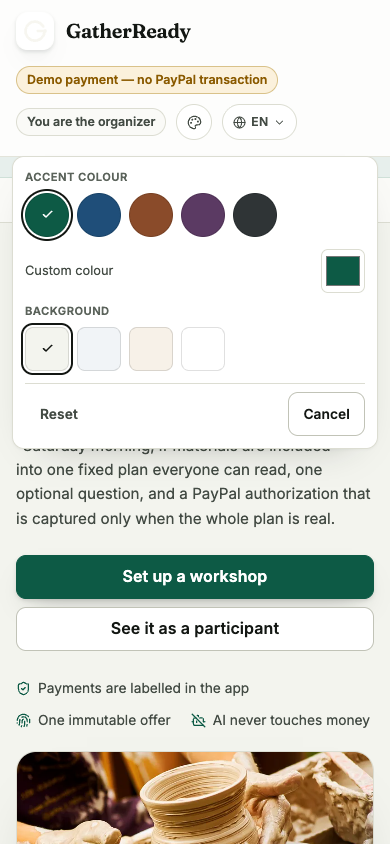 GatherReady
Demo payment — no PayPal transaction
You are the organizer
EN
ACCENT COLOUR
Custom colour
BACKGROUND
Reset
Cancel
Saturday morning, if materials are included
into one fixed plan everyone can read, one
optional question, and a PayPal authorization that
is captured only when the whole plan is real.
Set up a workshop
See it as a participant
Payments are labelled in the app
One immutable offer
AI never touches money